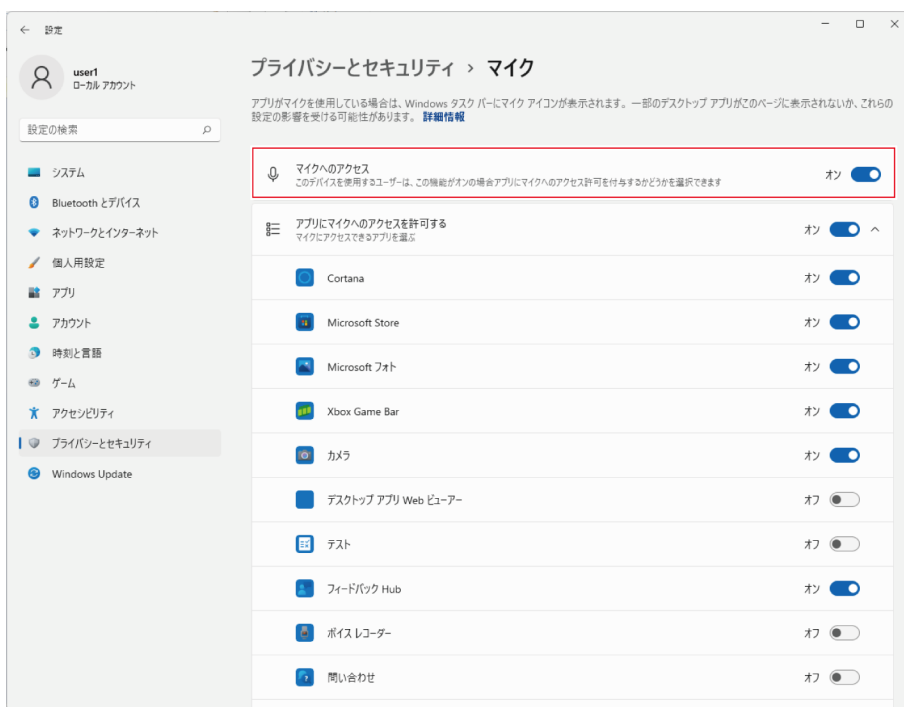 設定
user1
ローカル アカウント
設定の検索
システム
Bluetooth とデバイス
ネットワークとインターネット
個人用設定
アプリ
アカウント
時刻と言語
ゲーム
アクセシビリティ
プライバシーとセキュリティ
Windows Update
プライバシーとセキュリティ › マイク
アプリがマイクを使用している場合は、Windows タスク バーにマイク アイコンが表示されます。一部のデスクトップ アプリがこのページに表示されないか、これらの
設定の影響を受ける可能性があります。 詳細情報
マイクへのアクセス
このデバイスを使用するユーザーは、この機能がオンの場合アプリにマイクへのアクセス許可を付与するかどうかを選択できます
オン
アプリにマイクへのアクセスを許可する
マイクにアクセスできるアプリを選ぶ
オン
Cortana オン
Microsoft Store オン
Microsoft フォト オン
Xbox Game Bar オン
カメラ オン
デスクトップ アプリ Web ビューアー オフ
テスト オフ
フィードバック Hub オン
ボイス レコーダー オフ
問い合わせ オフ